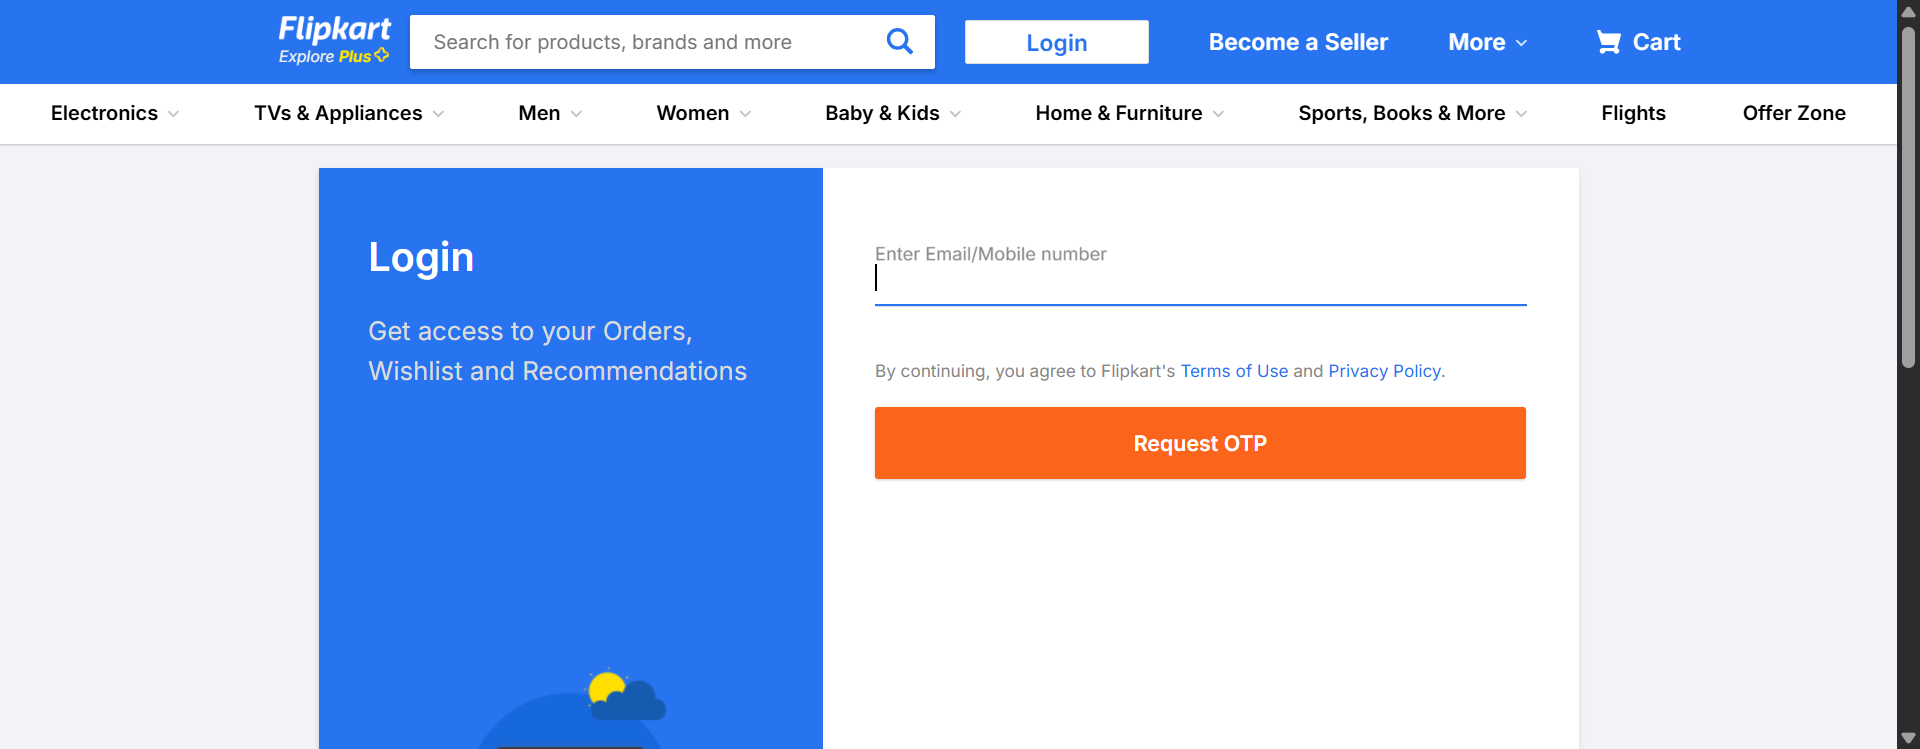 Flipkart
Explore Plus
Search for products, brands and more
Login
Become a Seller
More
Cart
Electronics
TVs & Appliances
Men
Women
Baby & Kids
Home & Furniture
Sports, Books & More
Flights
Offer Zone
Login
Get access to your Orders,
Wishlist and Recommendations
Enter Email/Mobile number
By continuing, you agree to Flipkart's Terms of Use and Privacy Policy.
Request OTP